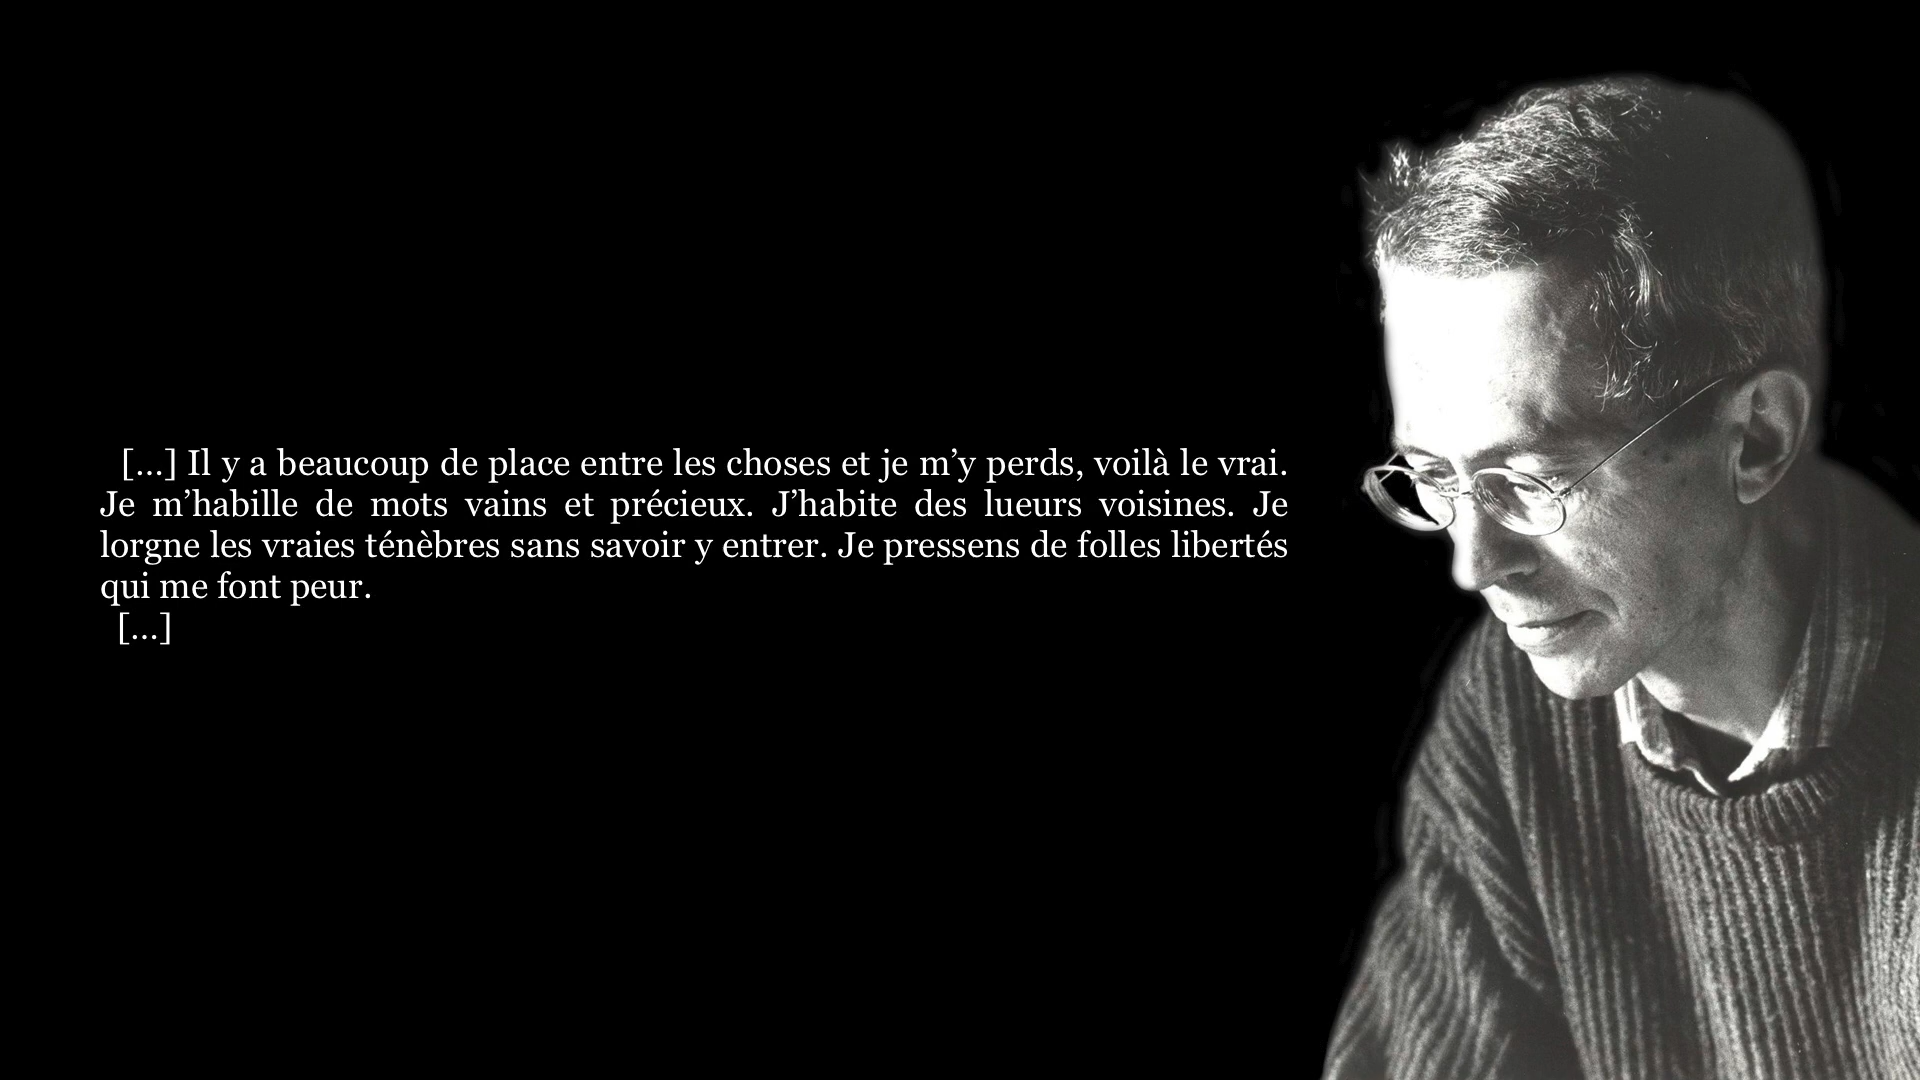 […] Il y a beaucoup de place entre les choses et je m’y perds, voilà le vrai.
Je m’habille de mots vains et précieux. J’habite des lueurs voisines. Je
lorgne les vraies ténèbres sans savoir y entrer. Je pressens de folles libertés
qui me font peur.
[…]